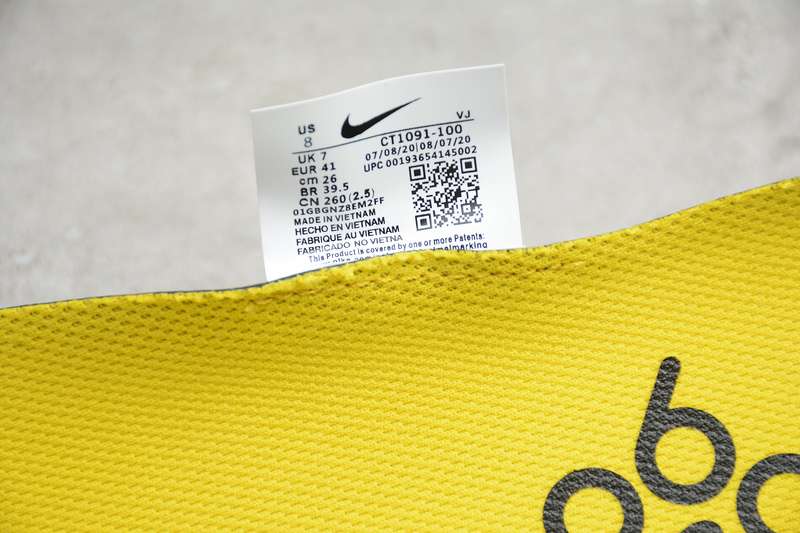 VJ
US
8
UK 7
EUR 41
cm 26
BR 39.5
CN 260 (2.5)
01GBGNZ8EM2FF
CT1091-100
07/08/20|08/07/20
UPC 00193654145002
MADE IN VIETNAM
HECHO EN VIETNAM
FABRIQUE AU VIETNAM
FABRICADO NO VIETNA
This Product is covered by one or more Patents: